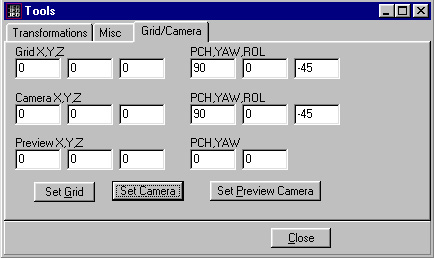 Tools
Transformations Misc Grid/Camera
Grid X,Y,Z PCH,YAW,ROL
0 0 0 90 0 -45
Camera X,Y,Z PCH,YAW,ROL
0 0 0 90 0 -45
Preview X,Y,Z PCH,YAW
0 0 0 0 0
Set Grid Set Camera Set Preview Camera
Close